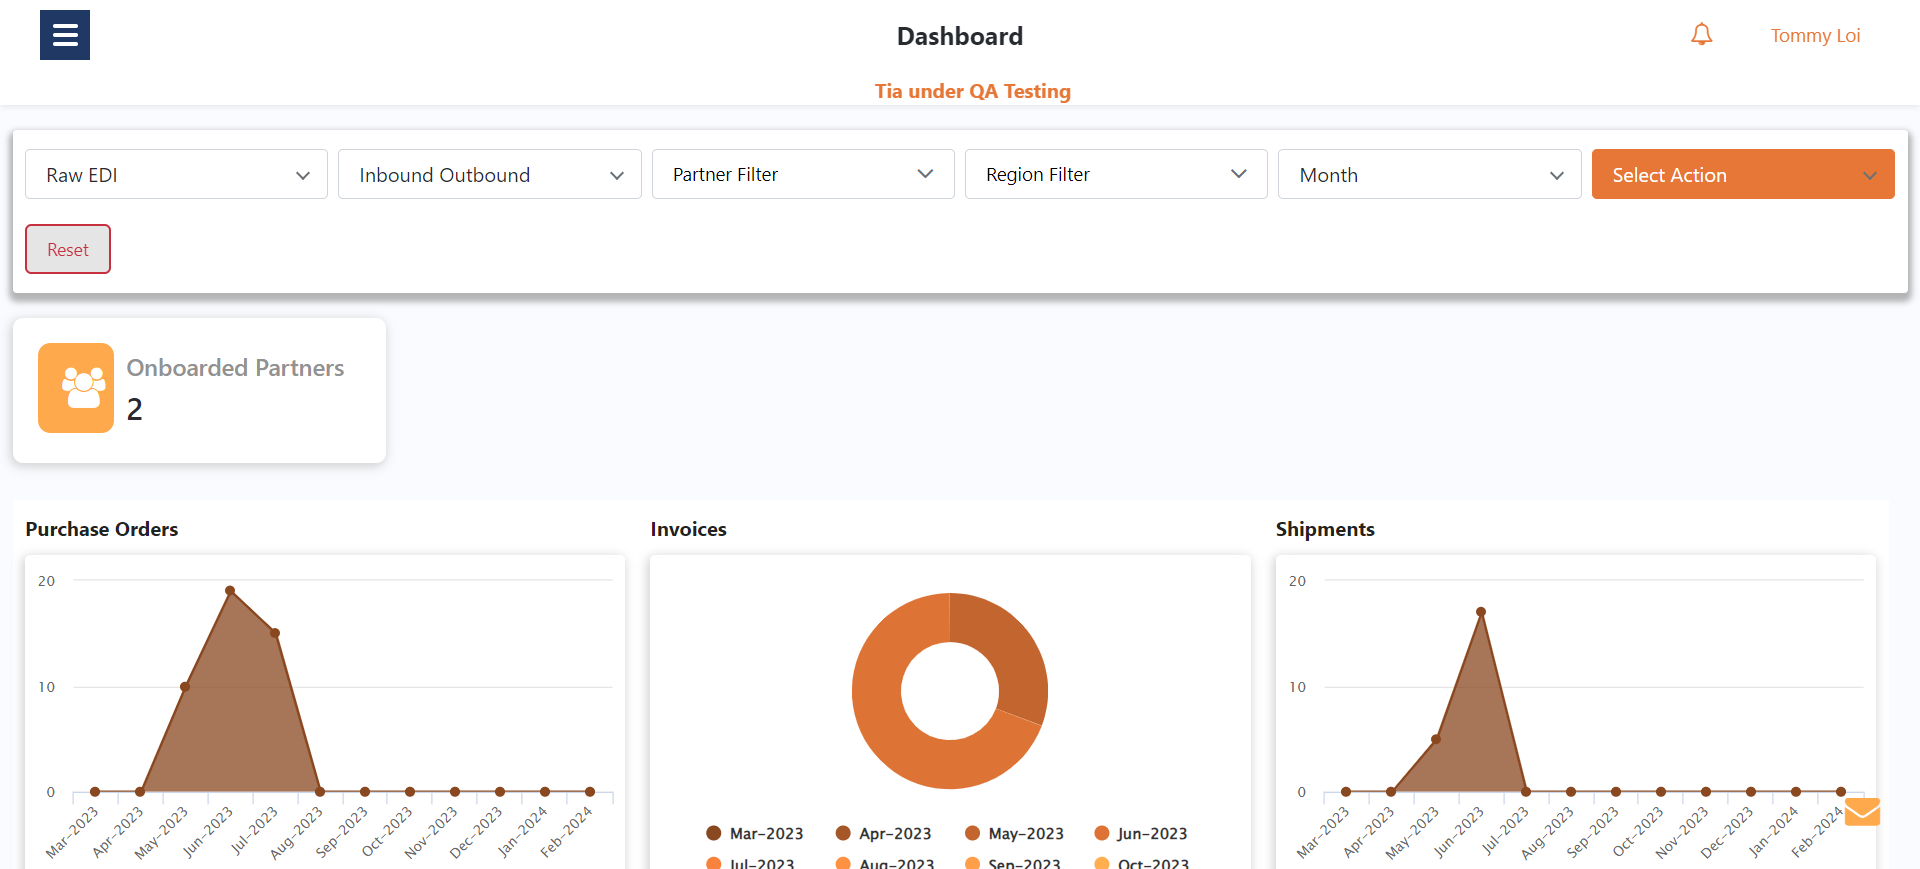 Dashboard
Tommy Loi
Tia under QA Testing
Raw EDI
Inbound Outbound
Partner Filter
Region Filter
Month
Select Action
Reset
Onboarded Partners
2
Purchase Orders
20
10
0
Mar-2023
Apr-2023
May-2023
Jun-2023
Jul-2023
Aug-2023
Sep-2023
Oct-2023
Nov-2023
Dec-2023
Jan-2024
Feb-2024
Invoices
Mar-2023 Apr-2023 May-2023 Jun-2023
Jul-2023 Aug-2023 Sep-2023 Oct-2023
Shipments
20
10
0
Mar-2023
Apr-2023
May-2023
Jun-2023
Jul-2023
Aug-2023
Sep-2023
Oct-2023
Nov-2023
Dec-2023
Jan-2024
Feb-2024